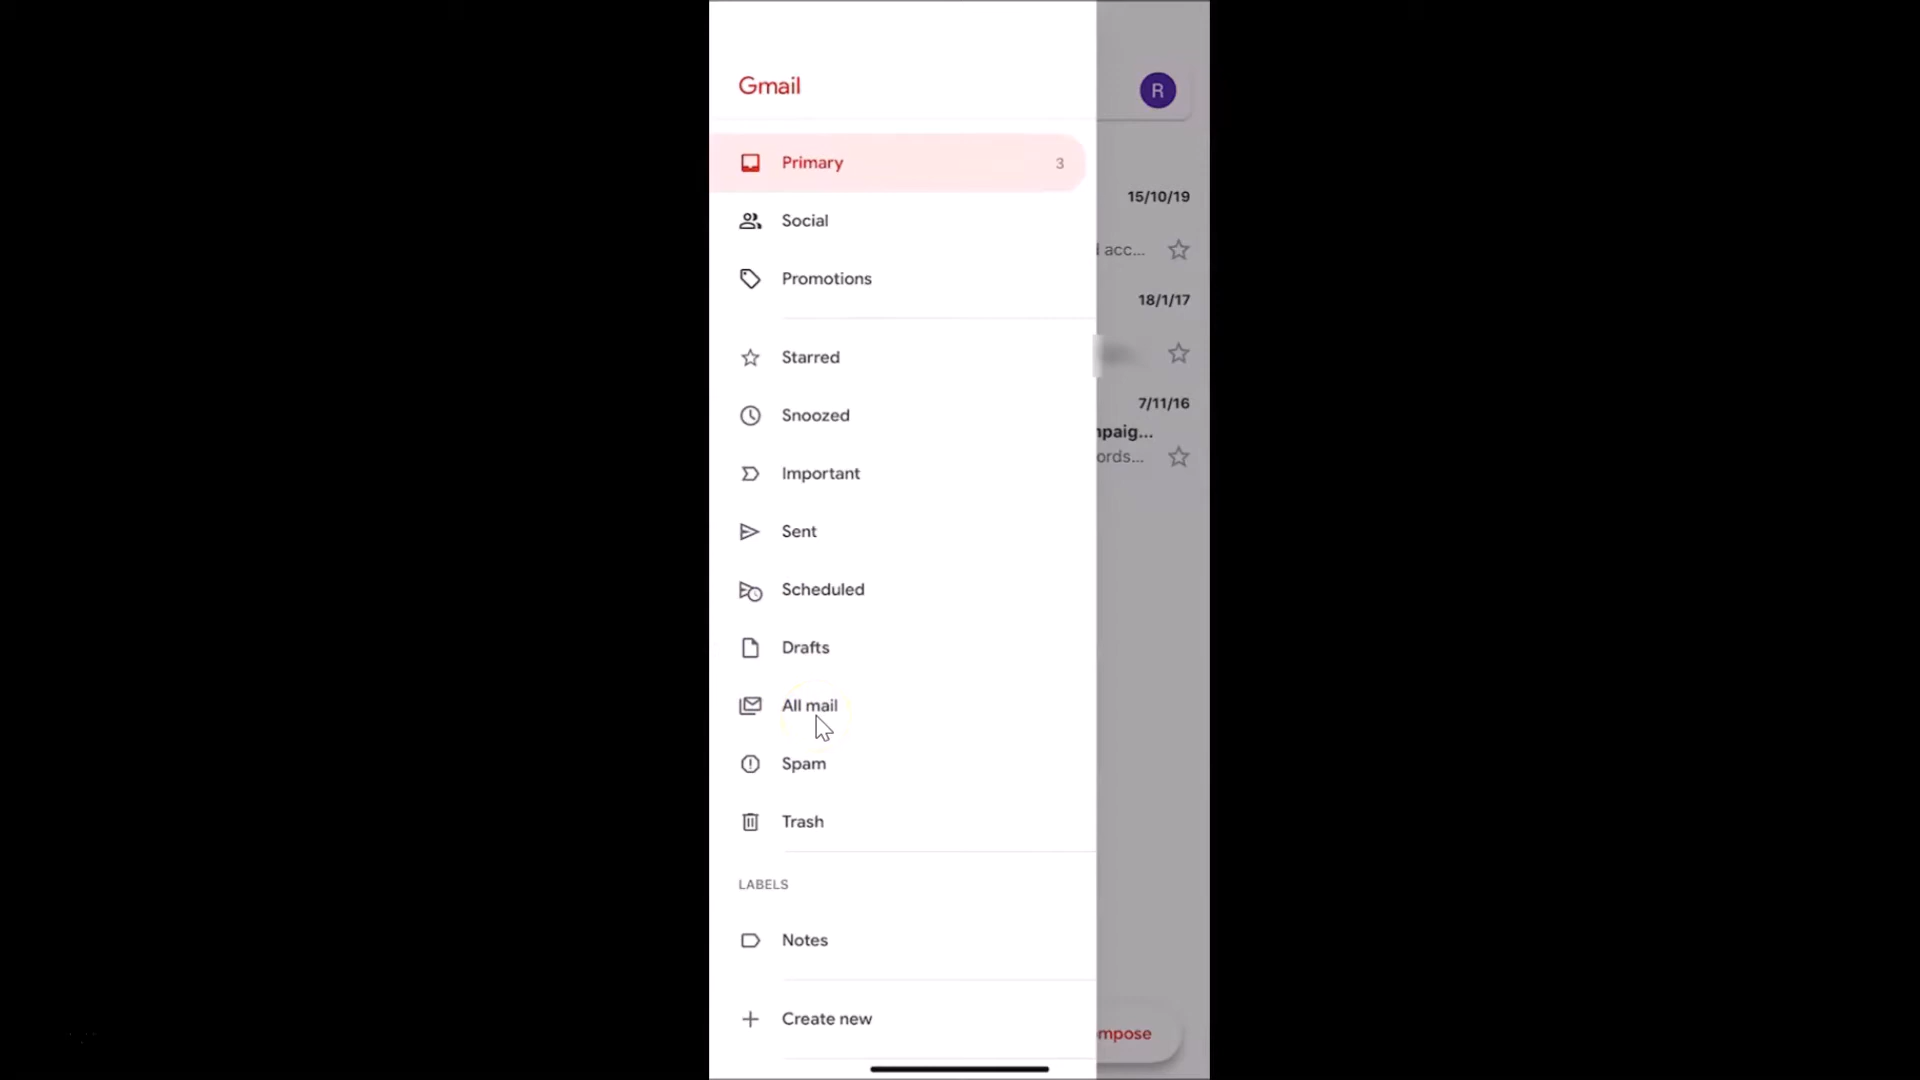 Gmail
R
Primary 3
15/10/19
Social
acc...
Promotions
18/1/17
Starred
7/11/16
Snoozed
mpaig...
ords...
Important
Sent
Scheduled
Drafts
All mail
Spam
Trash
LABELS
Notes
Create new
mpose